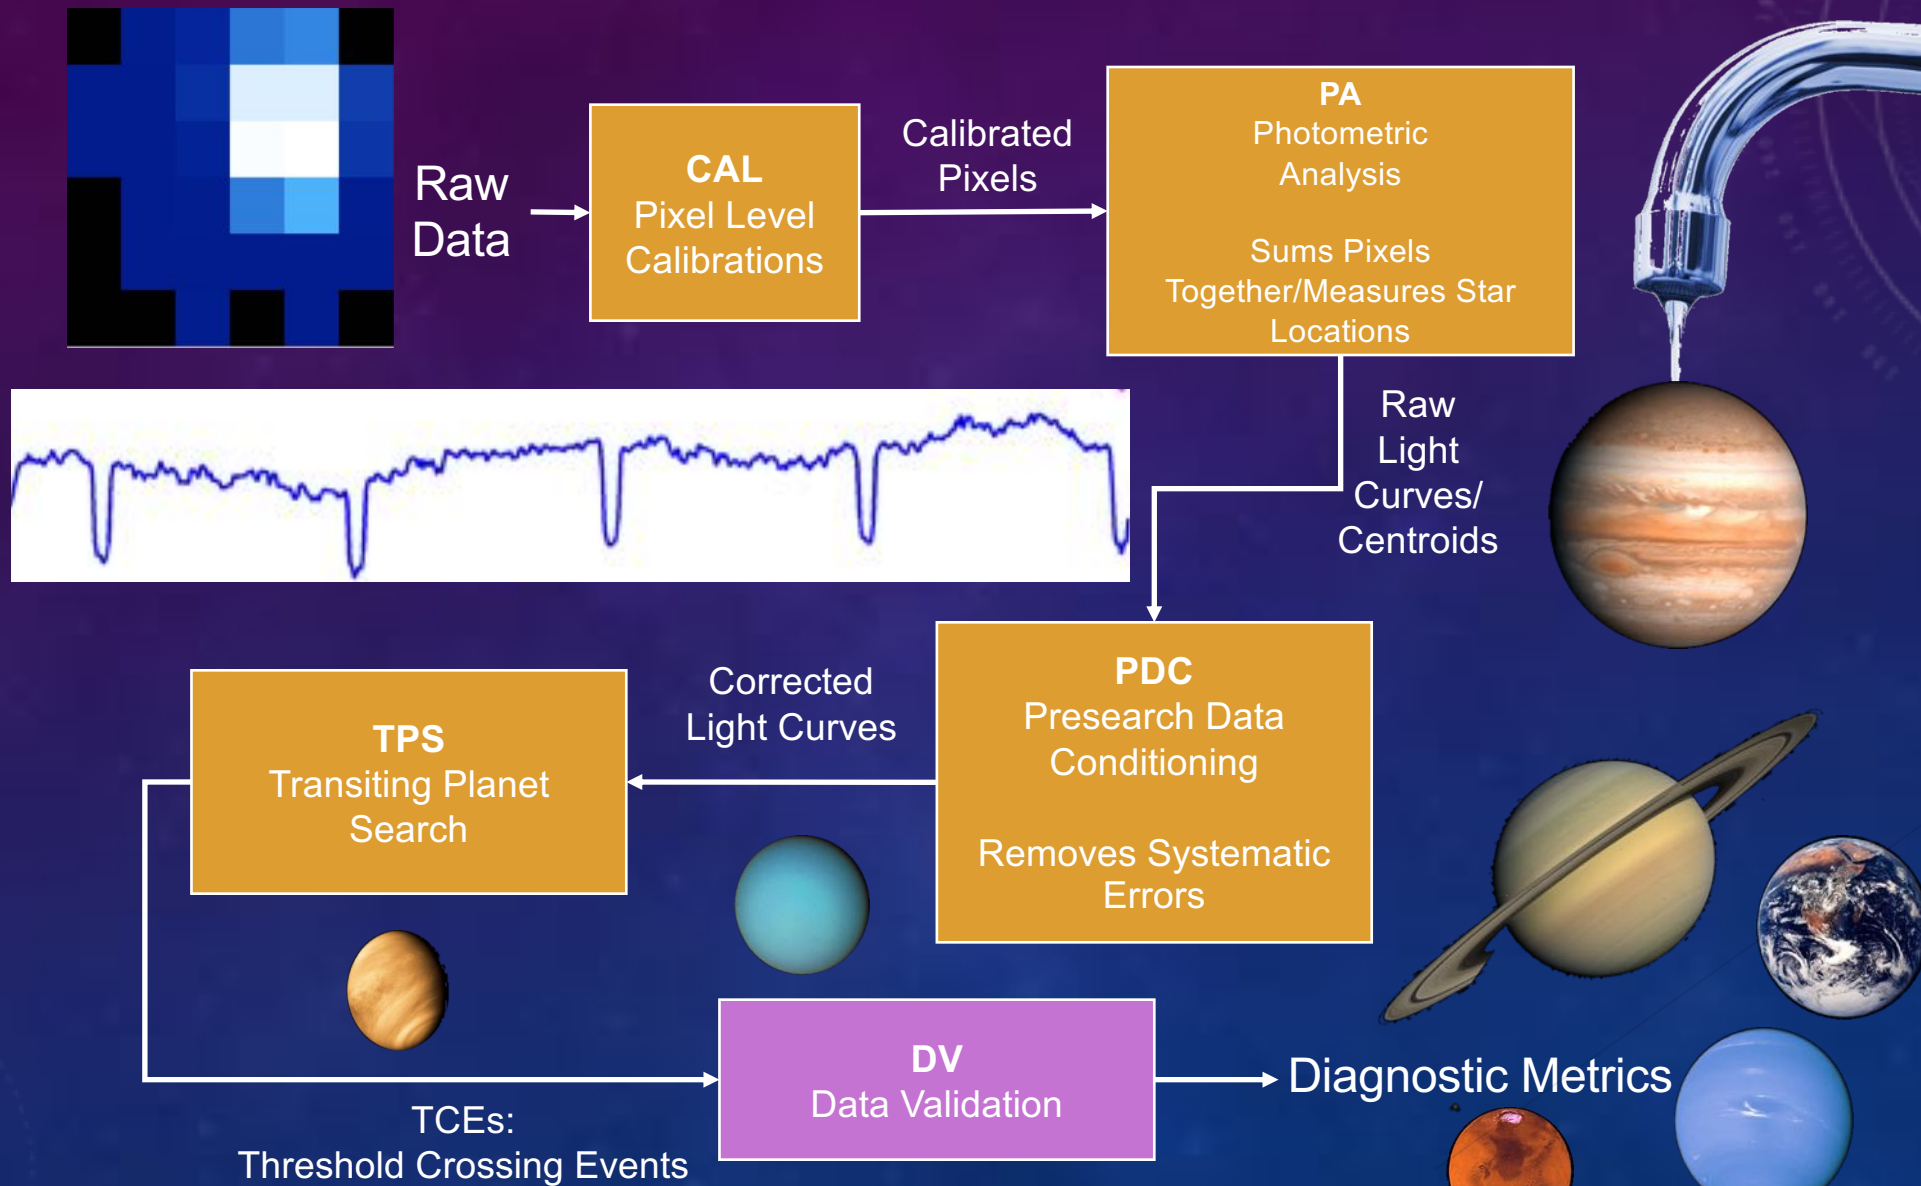 Raw
Data
CAL
Pixel Level
Calibrations
Calibrated
Pixels
PA
Photometric
Analysis
Sums Pixels
Together/Measures Star
Locations
Raw
Light
Curves/
Centroids
PDC
Presearch Data
Conditioning
Removes Systematic
Errors
Corrected
Light Curves
TPS
Transiting Planet
Search
TCEs:
Threshold Crossing Events
DV
Data Validation
Diagnostic Metrics